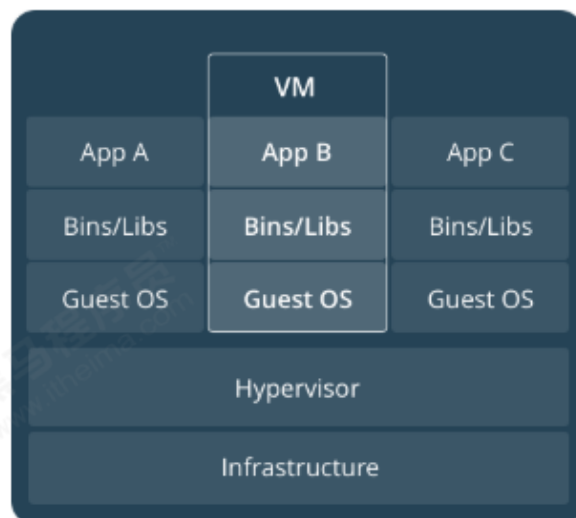 VM
App A App B App C
Bins/Libs Bins/Libs Bins/Libs
Guest OS Guest OS Guest OS
Hypervisor
Infrastructure